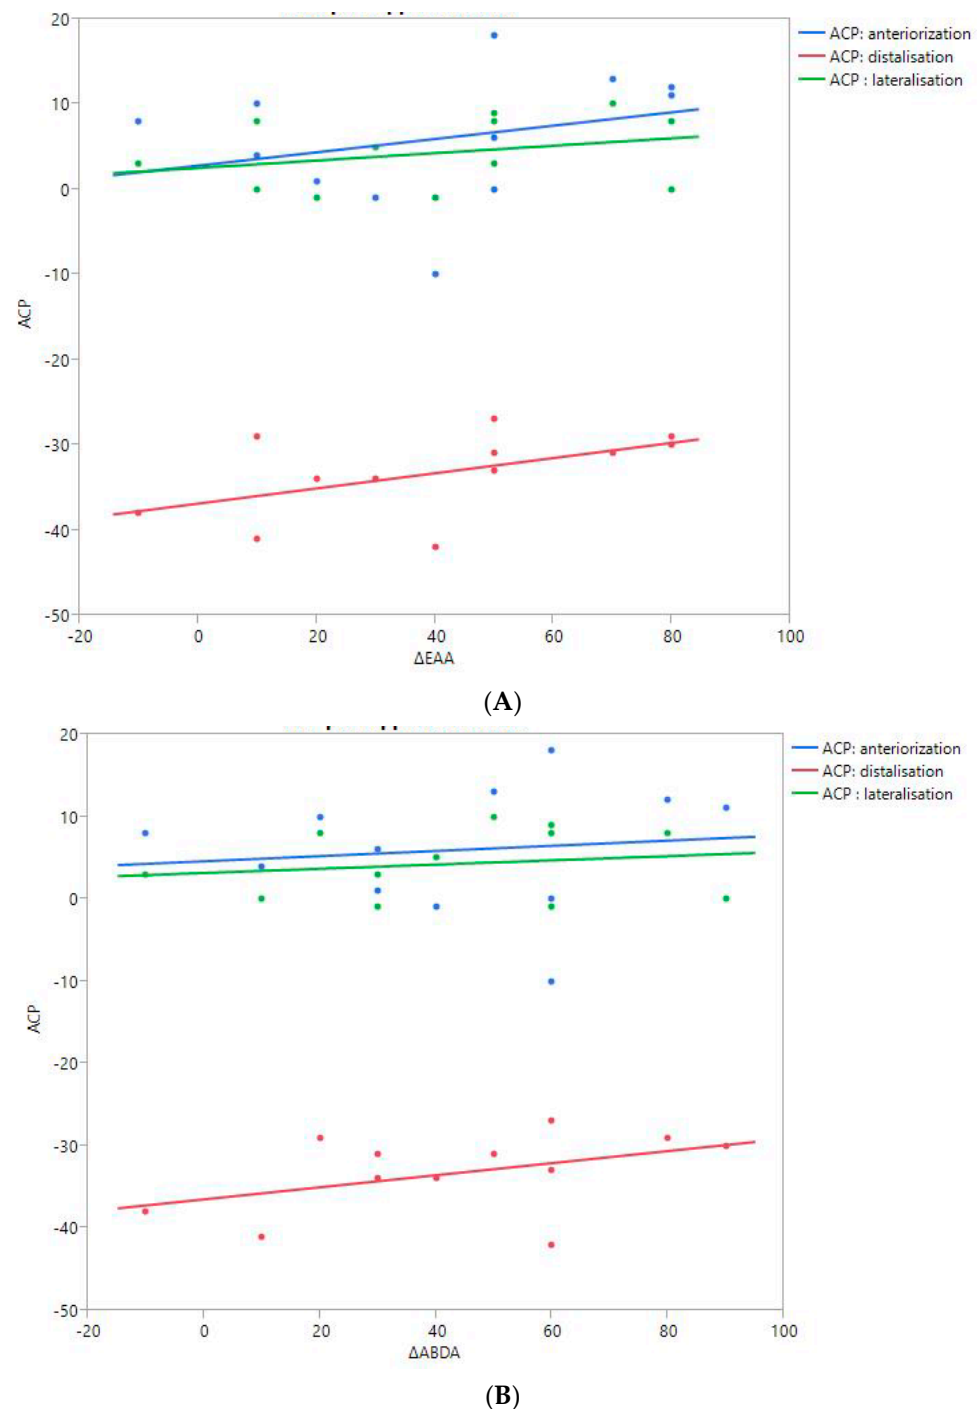 20
10
0
-10
-20
-30
-40
-50
ACP
-20 0 20 40 60 80 100
ΔEAA
ACP: anteriorization
ACP: distalisation
ACP : lateralisation
(A)
20
10
0
-10
-20
-30
-40
-50
ACP
-20 0 20 40 60 80 100
ΔABDA
ACP: anteriorization
ACP: distalisation
ACP : lateralisation
(B)